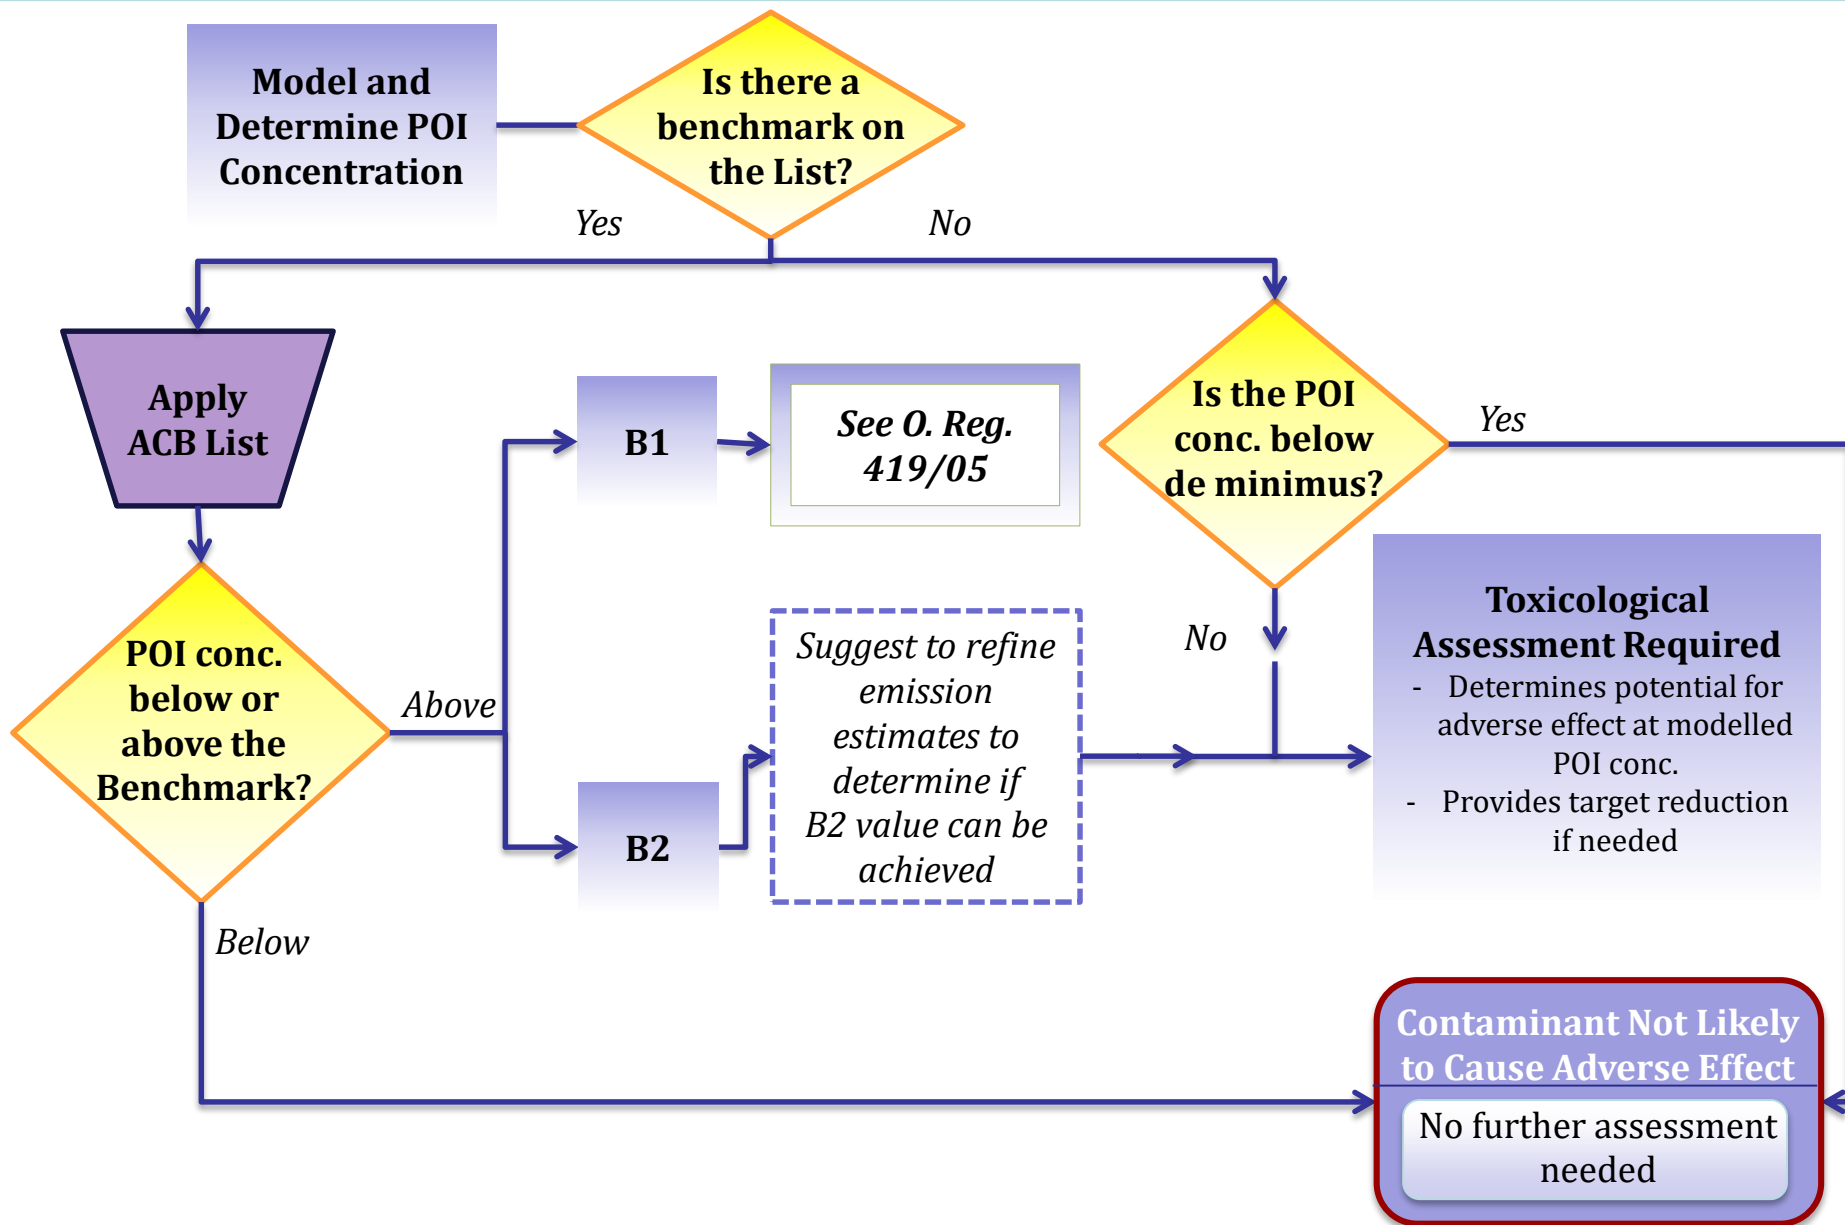 Model and
Determine POI
Concentration
Is there a
benchmark on
the List?
Yes
No
Apply
ACB List
B1
See O. Reg.
419/05
Is the POI
conc. below
de minimus?
Yes
POI conc.
below or
above the
Benchmark?
Above
B2
Suggest to refine
emission
estimates to
determine if
B2 value can be
achieved
No
Toxicological
Assessment Required
- Determines potential for
adverse effect at modelled
POI conc.
- Provides target reduction
if needed
Below
Contaminant Not Likely
to Cause Adverse Effect
No further assessment
needed